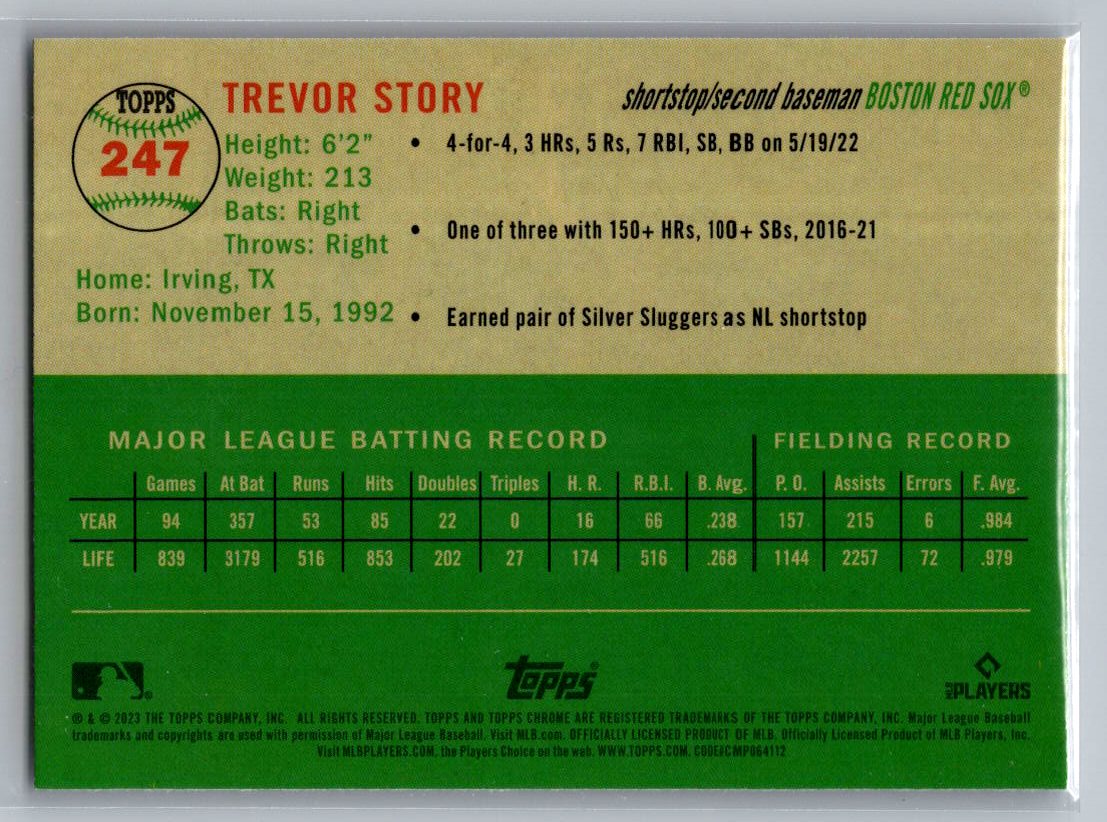 TOPPS
247
TREVOR STORY
shortstop/second baseman BOSTON RED SOX®
Height: 6'2"
Weight: 213
Bats: Right
Throws: Right
Home: Irving, TX
Born: November 15, 1992
• 4-for-4, 3 HRs, 5 Rs, 7 RBI, SB, BB on 5/19/22
• One of three with 150+ HRs, 100+ SBs, 2016-21
• Earned pair of Silver Sluggers as NL shortstop
MAJOR LEAGUE BATTING RECORD FIELDING RECORD
Games At Bat Runs Hits Doubles Triples H. R. R.B.I. B. Avg. P. O. Assists Errors F. Avg.
YEAR 94 357 53 85 22 0 16 66 .238 157 215 6 .984
LIFE 839 3179 516 853 202 27 174 516 .268 1144 2257 72 .979
topps®
MLB PLAYERS
® & © 2023 THE TOPPS COMPANY, INC. ALL RIGHTS RESERVED. TOPPS AND TOPPS CHROME ARE REGISTERED TRADEMARKS OF THE TOPPS COMPANY, INC. Major League Baseball
trademarks and copyrights are used with permission of Major League Baseball. Visit MLB.com. OFFICIALLY LICENSED PRODUCT OF MLB. Officially Licensed Product of MLB Players, Inc.
Visit MLBPLAYERS.COM, the Players Choice on the web. WWW.TOPPS.COM. CODE#CMP064112